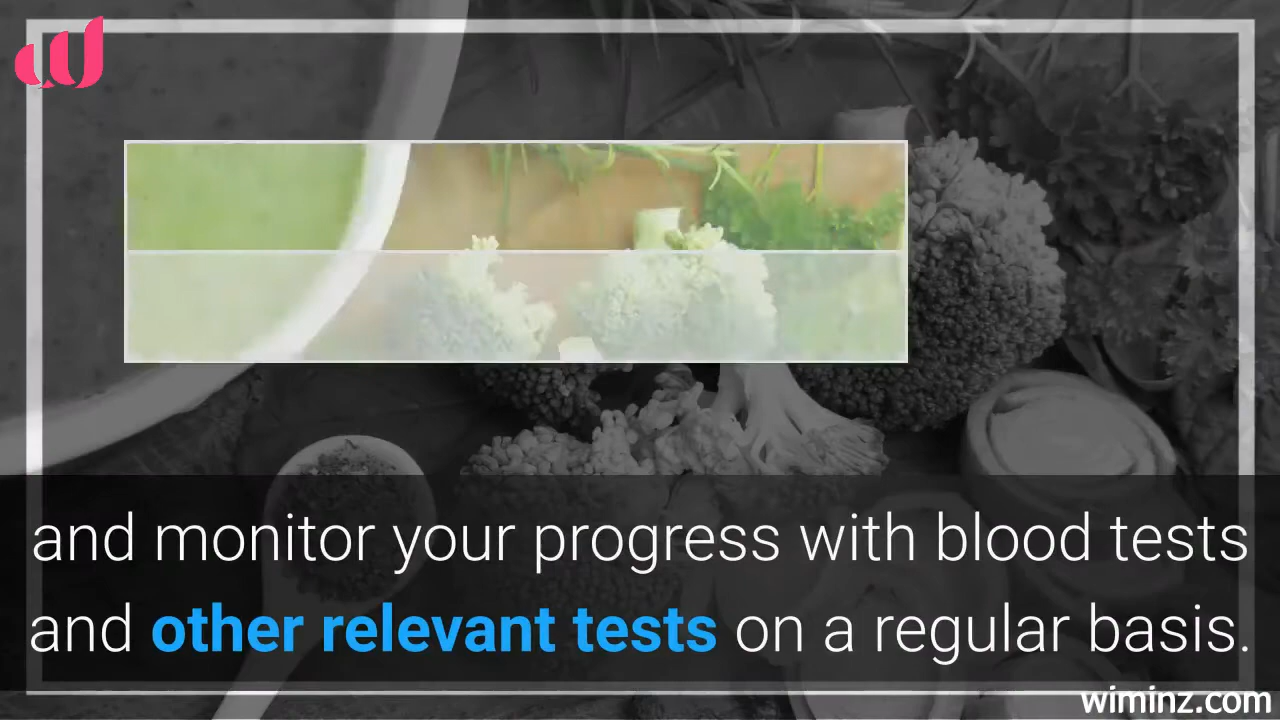 and monitor your progress with blood tests
and other relevant tests on a regular basis.
wiminz.com